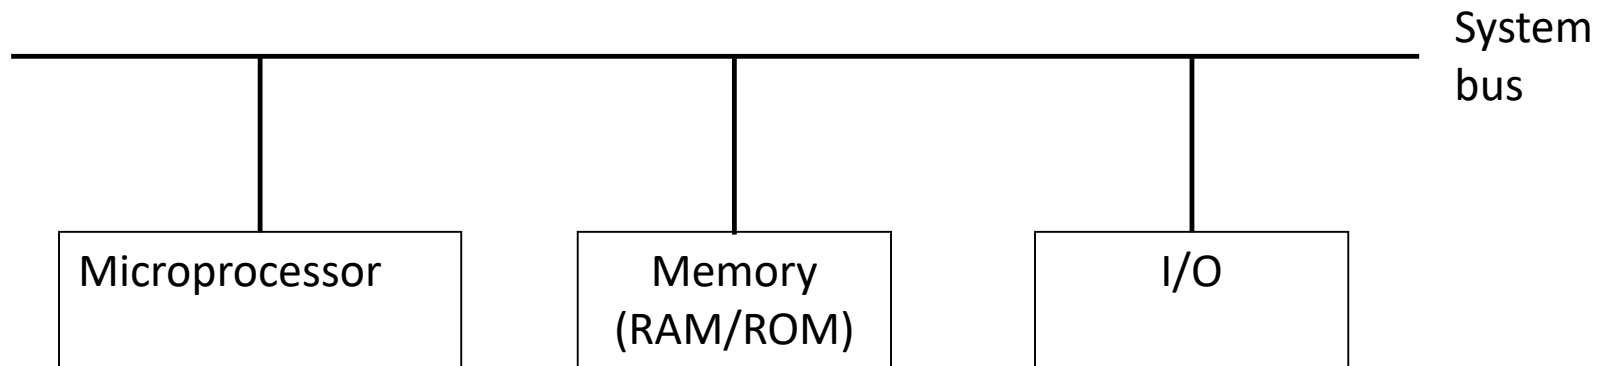 System
bus
Microprocessor
Memory
(RAM/ROM)
I/O